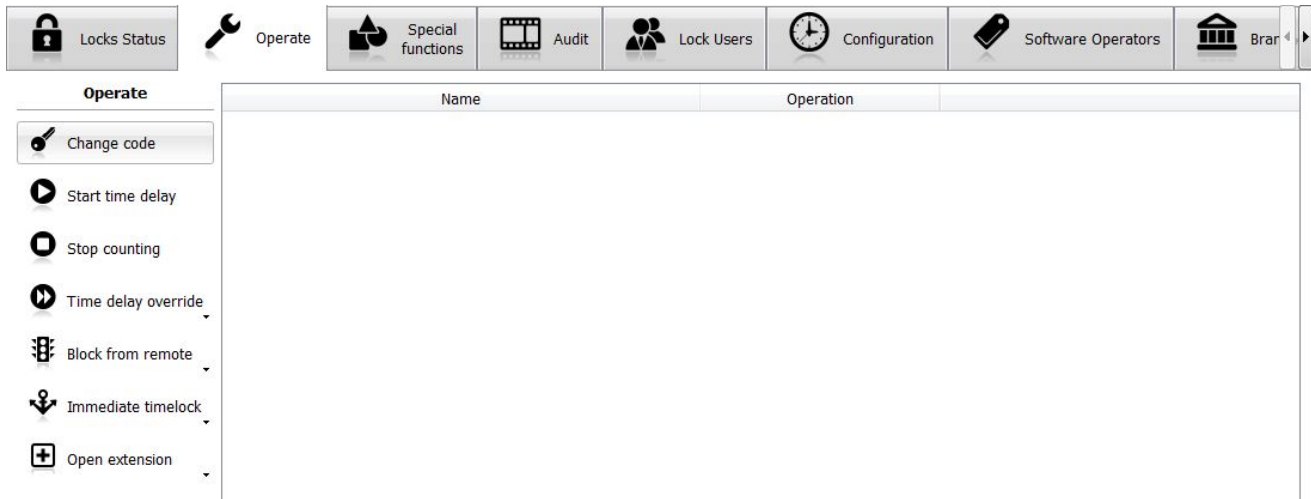 Locks Status
Operate
Special
functions
Audit
Lock Users
Configuration
Software Operators
Bran
Operate
Name
Operation
Change code
Start time delay
Stop counting
Time delay override
Block from remote
Immediate timelock
Open extension